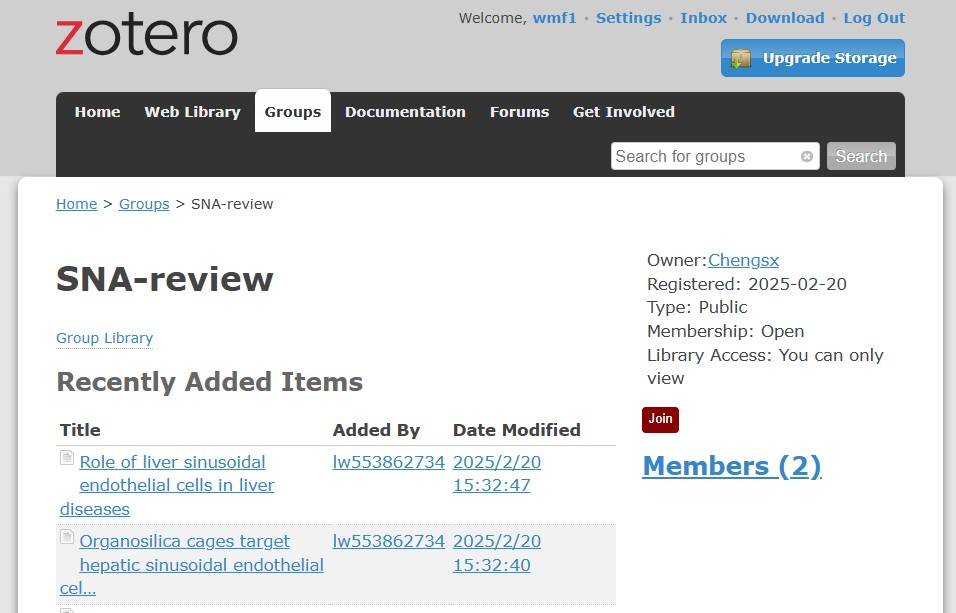 zotero
Welcome, wmf1 • Settings • Inbox • Download • Log Out
Upgrade Storage
Home Web Library Groups Documentation Forums Get Involved
Search for groups Search
Home > Groups > SNA-review
SNA-review
Group Library
Recently Added Items
Title Added By Date Modified
Role of liver sinusoidal lw553862734 2025/2/20
endothelial cells in liver 15:32:47
diseases
Organosilica cages target lw553862734 2025/2/20
hepatic sinusoidal endothelial 15:32:40
cel...
Owner:Chengsx
Registered: 2025-02-20
Type: Public
Membership: Open
Library Access: You can only
view
Join
Members (2)